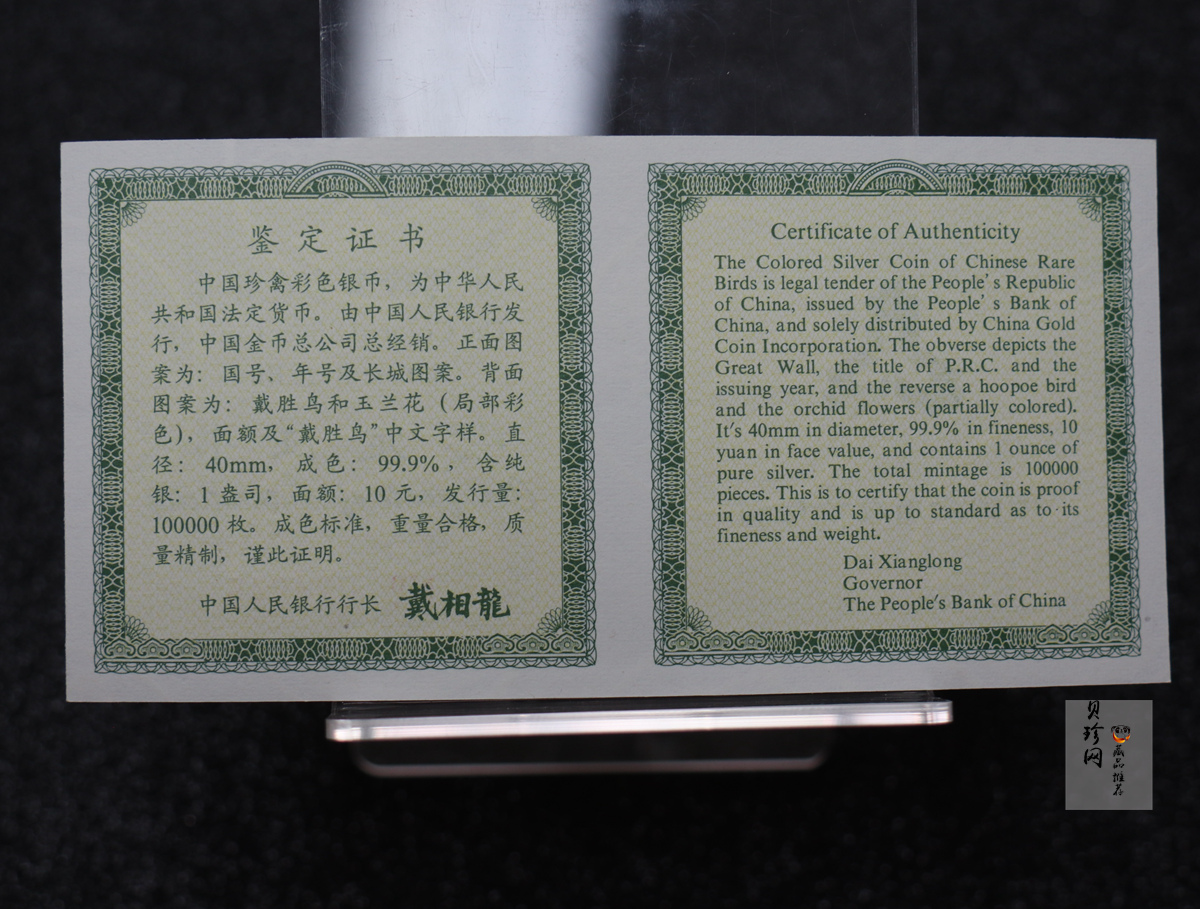 鉴定证书
中国珍禽彩色银币，为中华人民
共和国法定货币。由中国人民银行发
行，中国金币总公司总经销。正面图
案为：国号、年号及长城图案。背面
图案为：戴胜鸟和玉兰花（局部彩
色），面额及“戴胜鸟”中文字样。直
径：40mm，成色：99.9%，含纯
银：1盎司，面额：10元，发行量：
100000枚。成色标准，重量合格，质
量精制，谨此证明。
中国人民银行行长 戴相龍
Certificate of Authenticity
The Colored Silver Coin of Chinese Rare
Birds is legal tender of the People's Republic
of China, issued by the People's Bank of
China, and solely distributed by China Gold
Coin Incorporation. The obverse depicts the
Great Wall, the title of P.R.C. and the
issuing year, and the reverse a hoopoe bird
and the orchid flowers (partially colored).
It's 40mm in diameter, 99.9% in fineness, 10
yuan in face value, and contains 1 ounce of
pure silver. The total mintage is 100000
pieces. This is to certify that the coin is proof
in quality and is up to standard as to its
fineness and weight.
Dai Xianglong
Governor
The People's Bank of China
贝珍网
藏品推荐